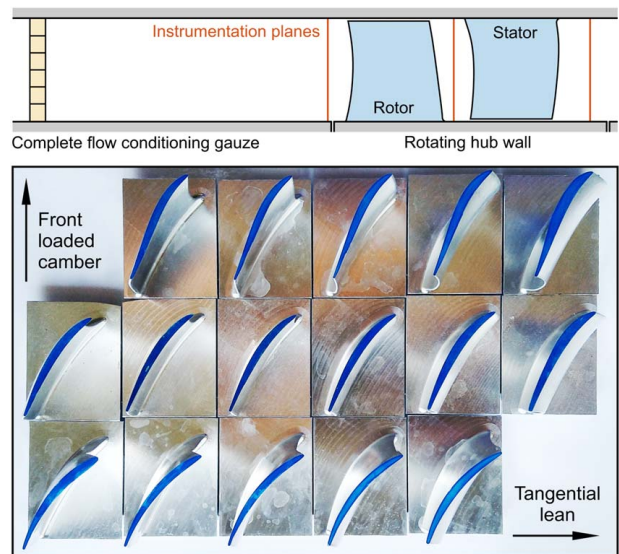 Instrumentation planes
Stator
Rotor
Complete flow conditioning gauze
Rotating hub wall
Front
loaded
camber
Tangential
lean